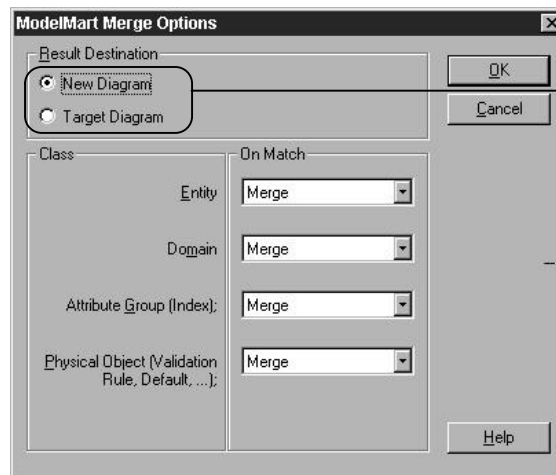 ModelMart Merge Options
Result Destination
New Diagram
Target Diagram
OK
Cancel
Class
On Match
Entity
Merge
Domain
Merge
Attribute Group (Index);
Merge
Physical Object (Validation
Rule, Default, ...);
Merge
Help